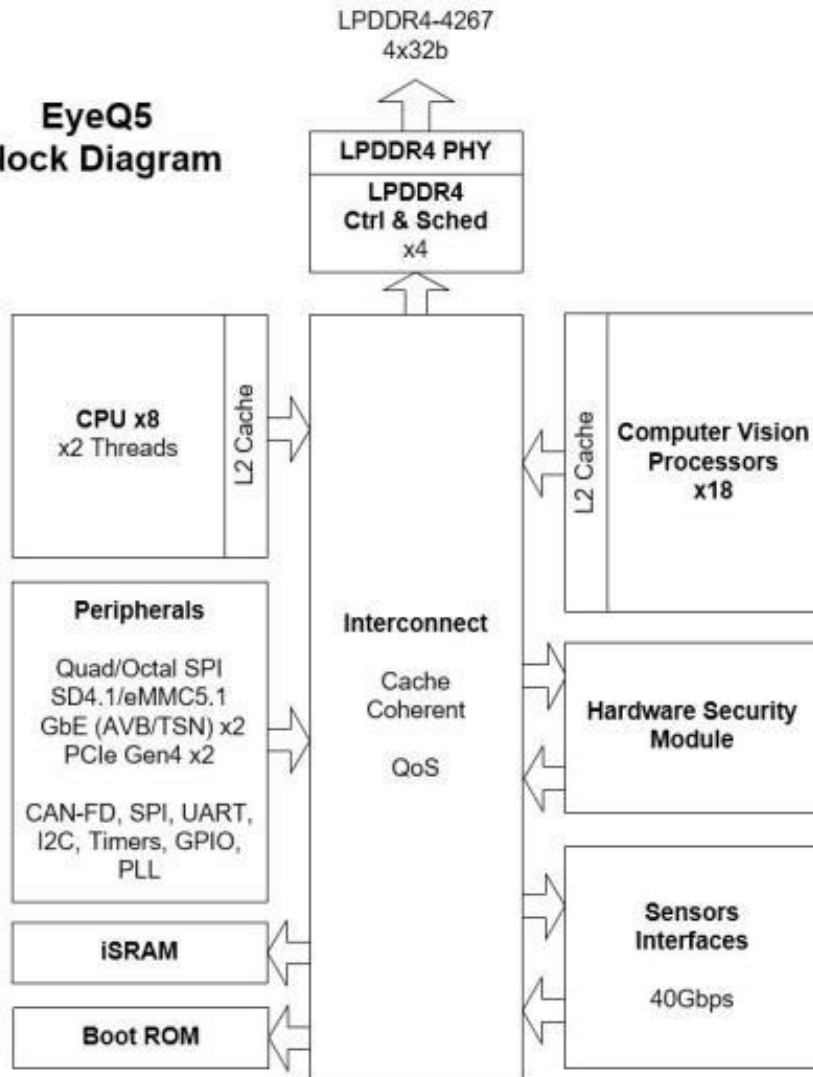 LPDDR4-4267
4x32b
EyeQ5
lock Diagram
LPDDR4 PHY
LPDDR4
Ctrl & Sched
x4
CPU x8
x2 Threads
L2 Cache
L2 Cache
Computer Vision
Processors
x18
Peripherals
Quad/Octal SPI
SD4.1/eMMC5.1
GbE (AVB/TSN) x2
PCIe Gen4 x2
CAN-FD, SPI, UART,
I2C, Timers, GPIO,
PLL
Interconnect
Cache
Coherent
QoS
Hardware Security
Module
Sensors
Interfaces
40Gbps
iSRAM
Boot ROM